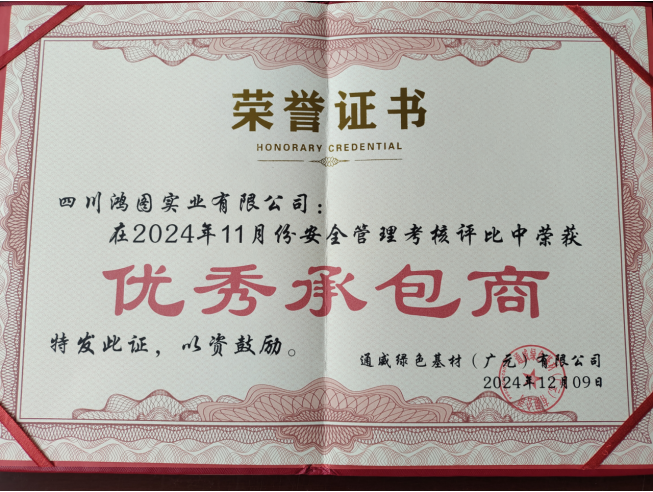 荣誉证书
HONORARY CREDENTIAL
四川鸿图实业有限公司：
在2024年11月份安全管理考核评比中荣获
优秀承包商
特发此证，以资鼓励。
通威绿色基材（广元）有限公司
2024年12月09日